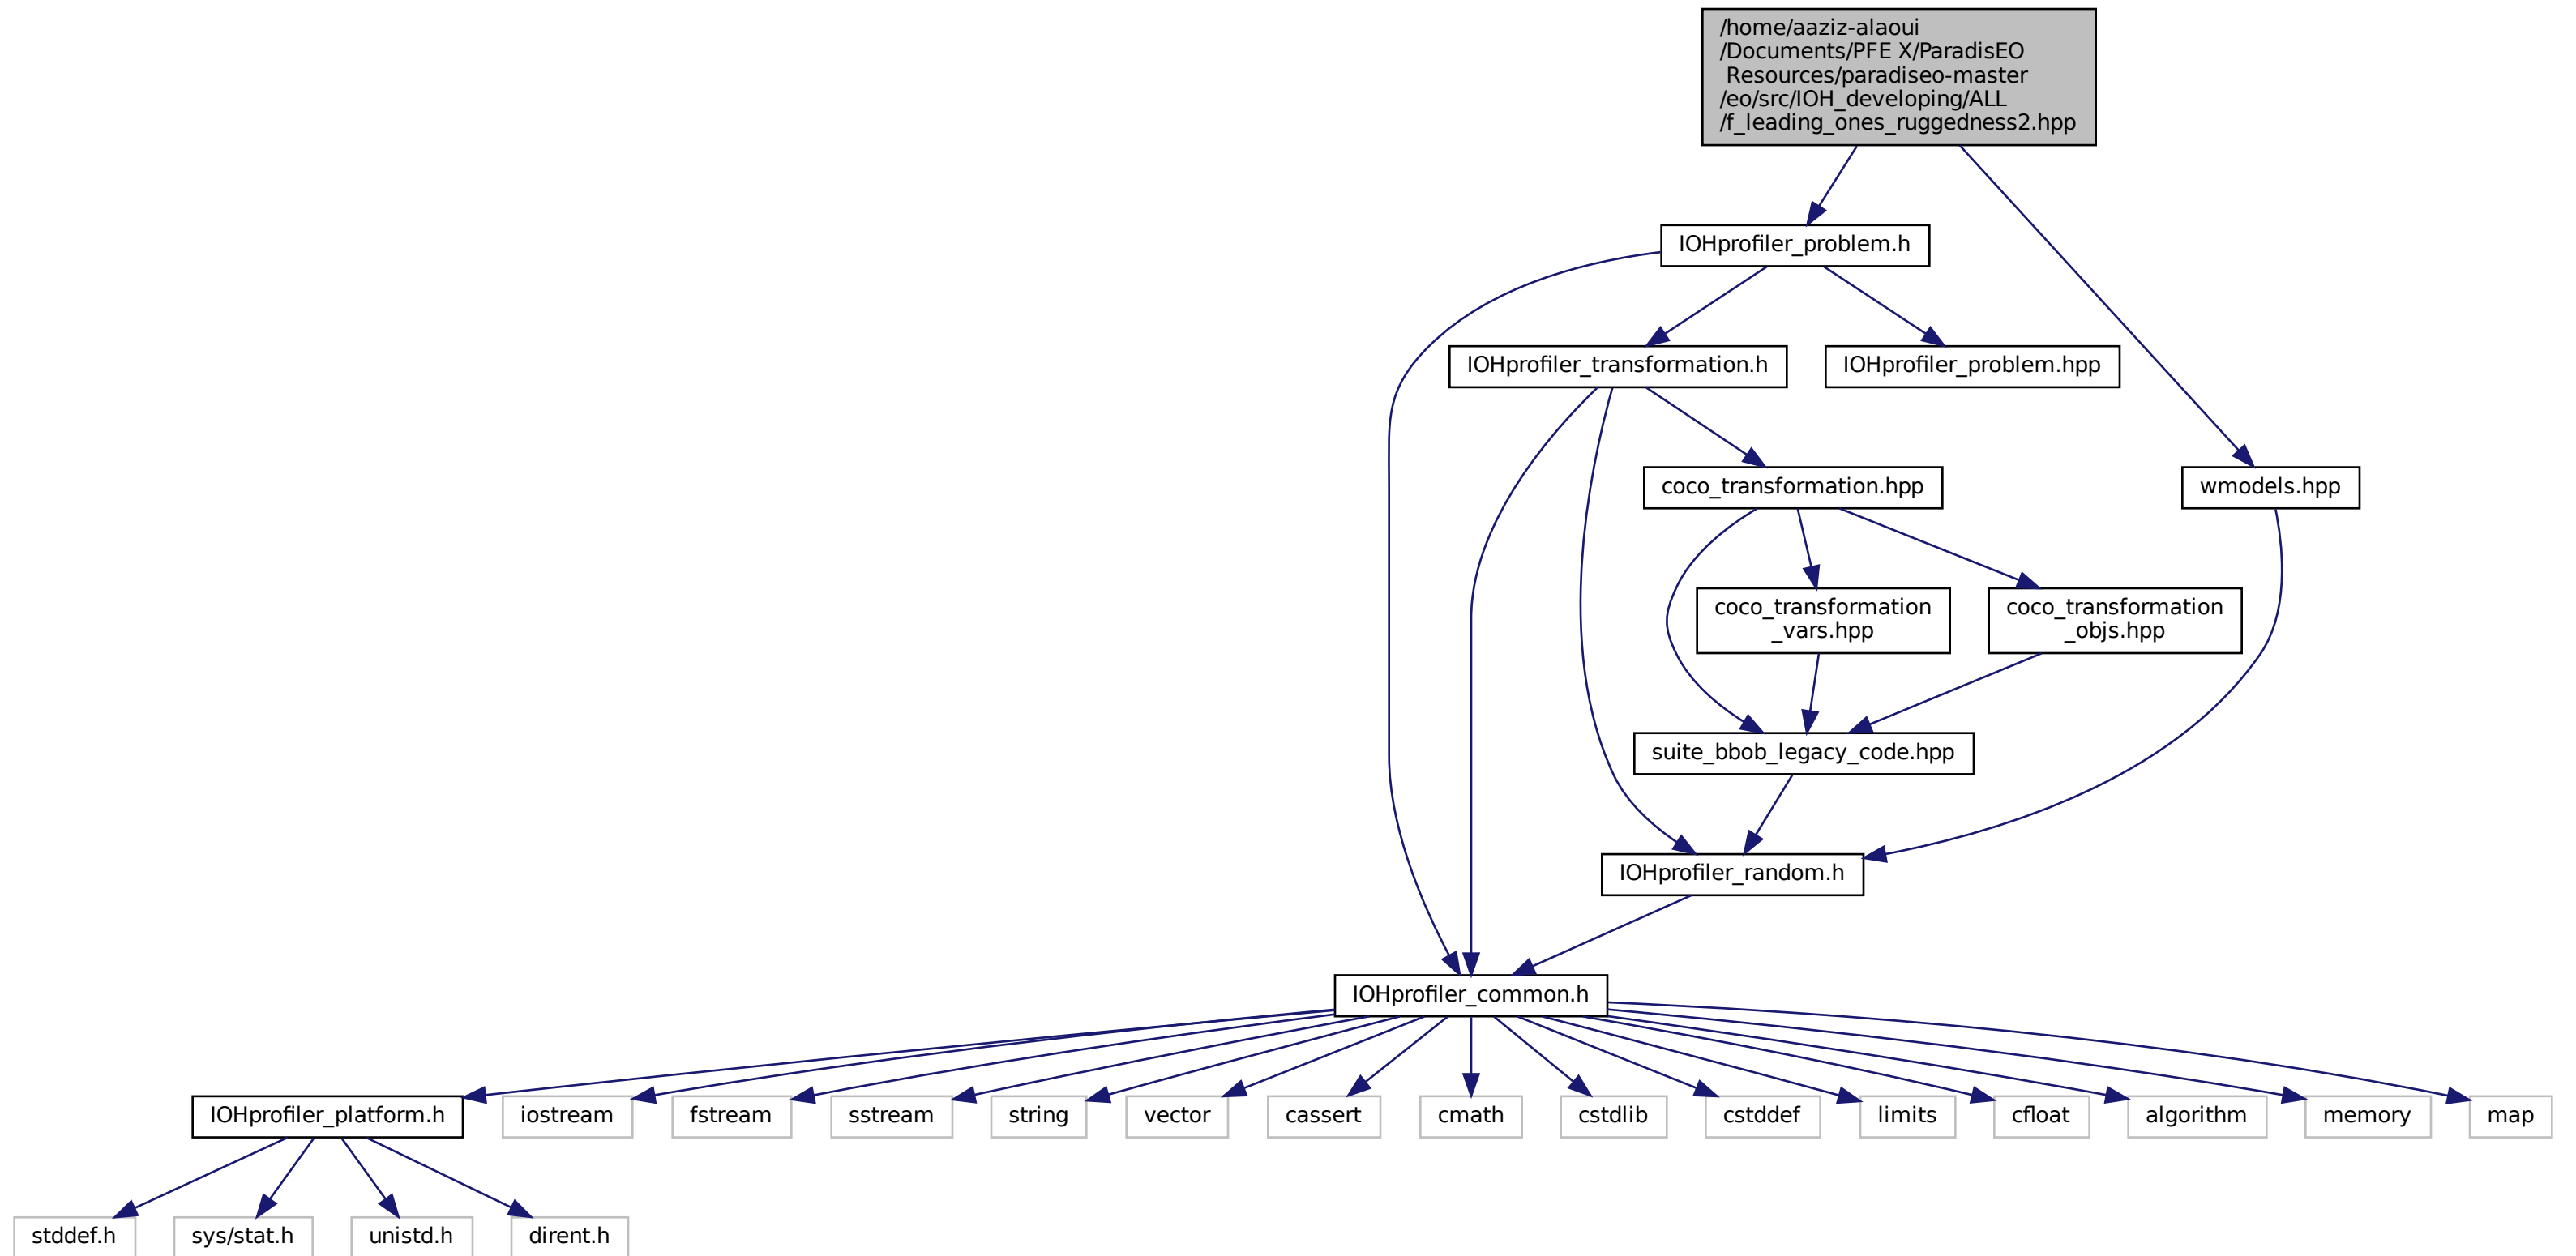 /home/aaziz-alaoui
/Documents/PFE X/ParadisEO
Resources/paradiseo-master
/eo/src/IOH_developing/ALL
/f_leading_ones_ruggedness2.hpp
IOHprofiler_problem.h
IOHprofiler_transformation.h
IOHprofiler_problem.hpp
coco_transformation.hpp
wmodels.hpp
coco_transformation
_vars.hpp
coco_transformation
_objs.hpp
suite_bbob_legacy_code.hpp
IOHprofiler_random.h
IOHprofiler_common.h
IOHprofiler_platform.h
iostream
fstream
sstream
string
vector
cassert
cmath
cstdlib
cstddef
limits
cfloat
algorithm
memory
map
stddef.h
sys/stat.h
unistd.h
dirent.h